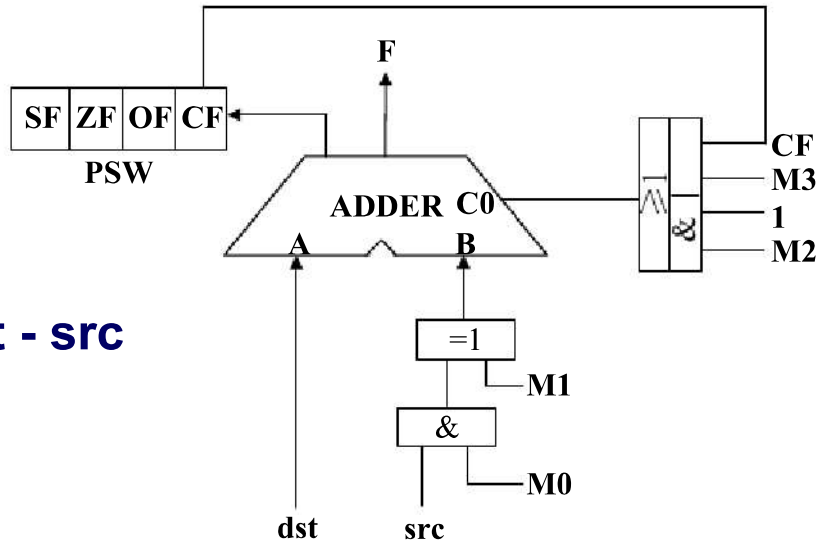 F
SF ZF OF CF
PSW
CF
M3
1
M2
≥1
&
ADDER C0
A
B
t - src
=1
M1
&
M0
dst
src